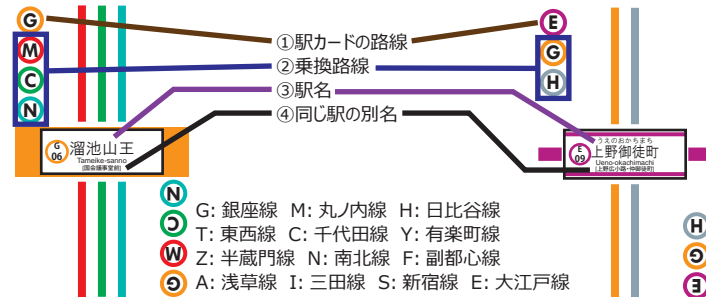 G
M
C
N
①駅カードの路線
②乗換路線
③駅名
④同じ駅の別名
E
G
H
G
06
溜池山王
Tameike-sanno
[国会議事堂前]
E
09
うえのおかちまち
上野御徒町
Ueno-okachimachi
[上野広小路・仲御徒町]
N
C
M
G
G: 銀座線 M: 丸ノ内線 H: 日比谷線
T: 東西線 C: 千代田線 Y: 有楽町線
Z: 半蔵門線 N: 南北線 F: 副都心線
A: 浅草線 I: 三田線 S: 新宿線 E: 大江戸線
H
G
E